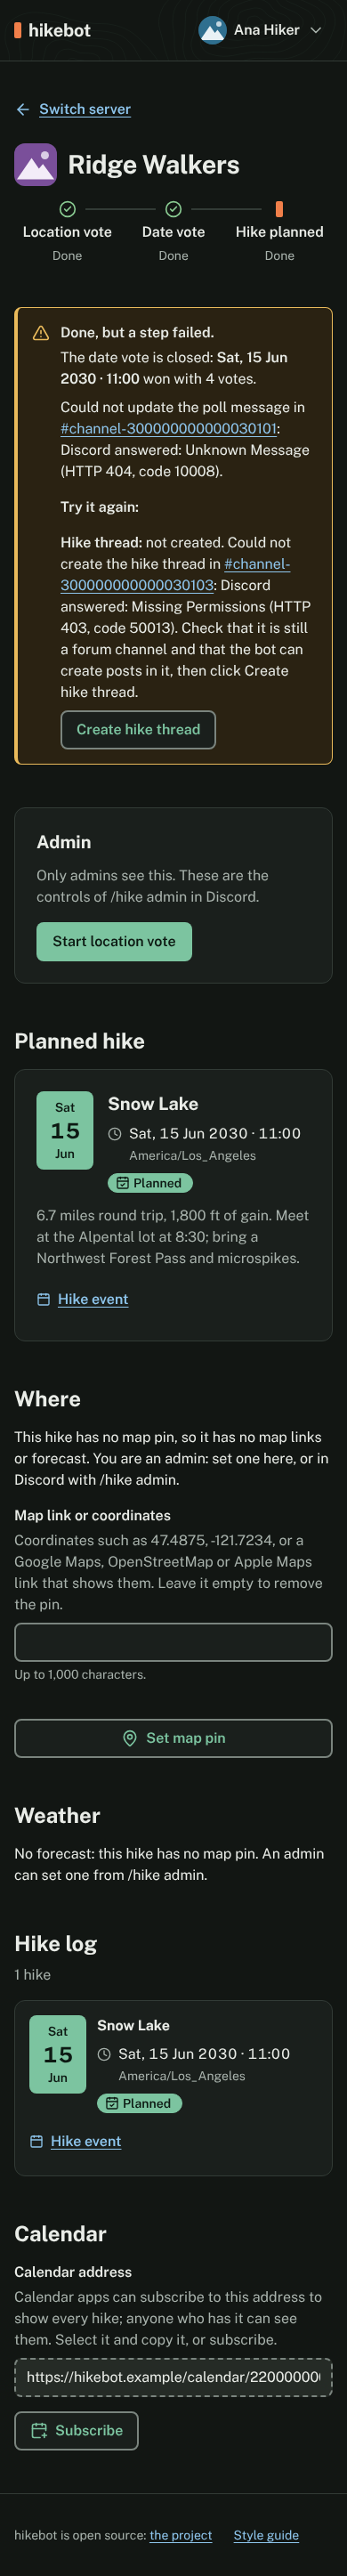 hikebot
Ana Hiker
Switch server
Ridge Walkers
Location vote
Date vote
Hike planned
Done
Done
Done
Done, but a step failed.
The date vote is closed: Sat, 15 Jun
2030 · 11:00 won with 4 votes.
Could not update the poll message in
#channel-300000000000030101:
Discord answered: Unknown Message
(HTTP 404, code 10008).
Try it again:
Hike thread: not created. Could not
create the hike thread in #channel-
300000000000030103: Discord
answered: Missing Permissions (HTTP
403, code 50013). Check that it is still
a forum channel and that the bot can
create posts in it, then click Create
hike thread.
Create hike thread
Admin
Only admins see this. These are the
controls of /hike admin in Discord.
Start location vote
Planned hike
Sat
15
Jun
Snow Lake
Sat, 15 Jun 2030 · 11:00
America/Los_Angeles
Planned
6.7 miles round trip, 1,800 ft of gain. Meet
at the Alpental lot at 8:30; bring a
Northwest Forest Pass and microspikes.
Hike event
Where
This hike has no map pin, so it has no map links
or forecast. You are an admin: set one here, or in
Discord with /hike admin.
Map link or coordinates
Coordinates such as 47.4875, -121.7234, or a
Google Maps, OpenStreetMap or Apple Maps
link that shows them. Leave it empty to remove
the pin.
Up to 1,000 characters.
Set map pin
Weather
No forecast: this hike has no map pin. An admin
can set one from /hike admin.
Hike log
1 hike
Sat
15
Jun
Snow Lake
Sat, 15 Jun 2030 · 11:00
America/Los_Angeles
Planned
Hike event
Calendar
Calendar address
Calendar apps can subscribe to this address to
show every hike; anyone who has it can see
them. Select it and copy it, or subscribe.
https://hikebot.example/calendar/220000000
Subscribe
hikebot is open source: the project
Style guide